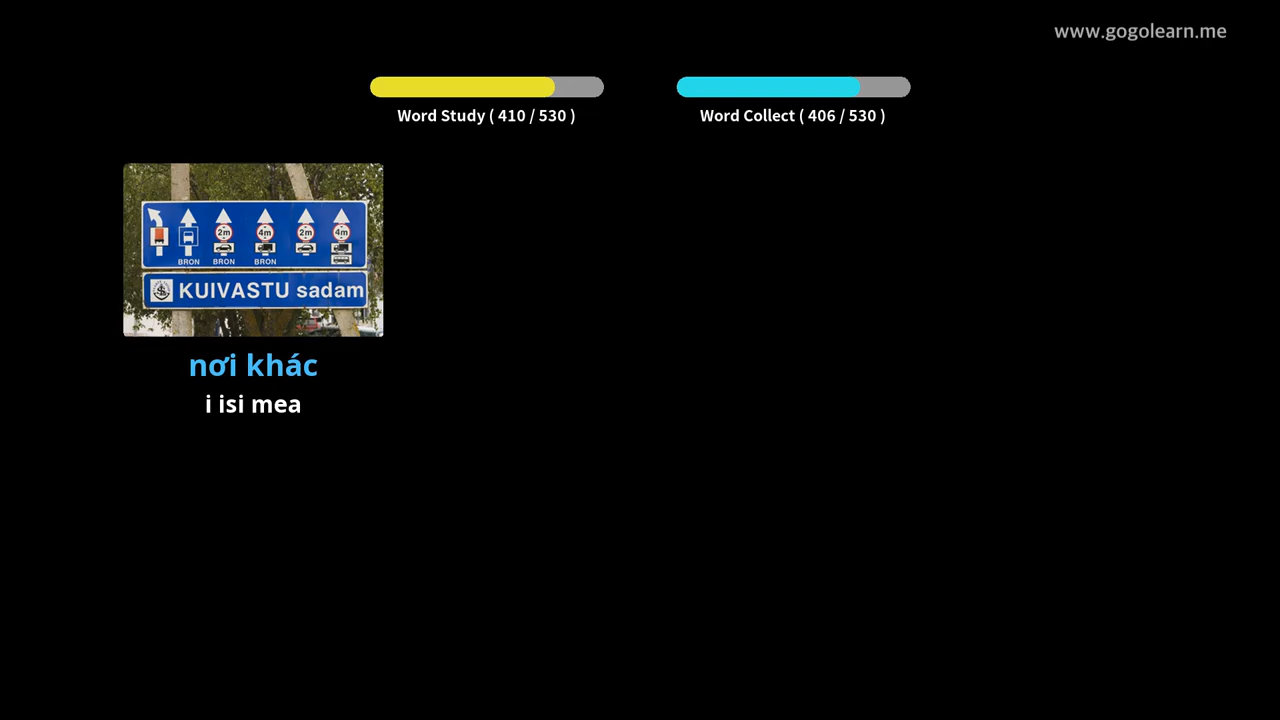 www.gogolearn.me
Word Study ( 410 / 530 )
Word Collect ( 406 / 530 )
2m 4m 2m 4m
BRON BRON BRON
KUIVASTU sadam
nơi khác
i isi mea